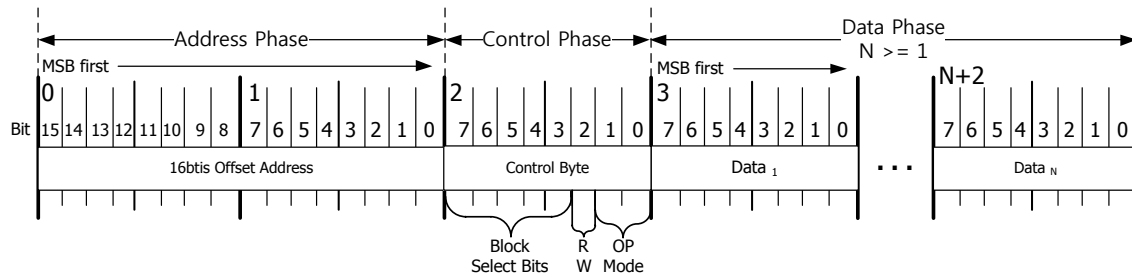 Address Phase Control Phase Data Phase
N >= 1
MSB first MSB first
0 1 2 3 N+2
Bit 15 14 13 12 11 10 9 8 7 6 5 4 3 2 1 0 7 6 5 4 3 2 1 0 7 6 5 4 3 2 1 0 7 6 5 4 3 2 1 0
16btis Offset Address Control Byte Data 1 ... Data N
Block R OP
Select Bits W Mode